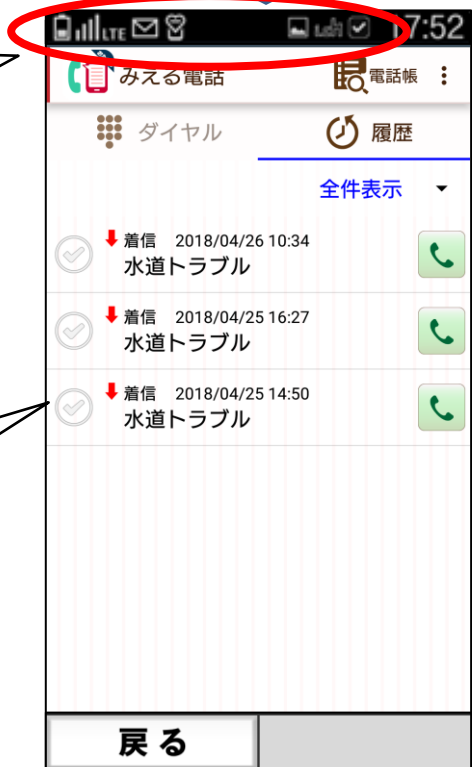 LTE 17:52
みえる電話 電話帳
ダイヤル 履歴
全件表示
着信 2018/04/26 10:34
水道トラブル
着信 2018/04/25 16:27
水道トラブル
着信 2018/04/25 14:50
水道トラブル
戻る